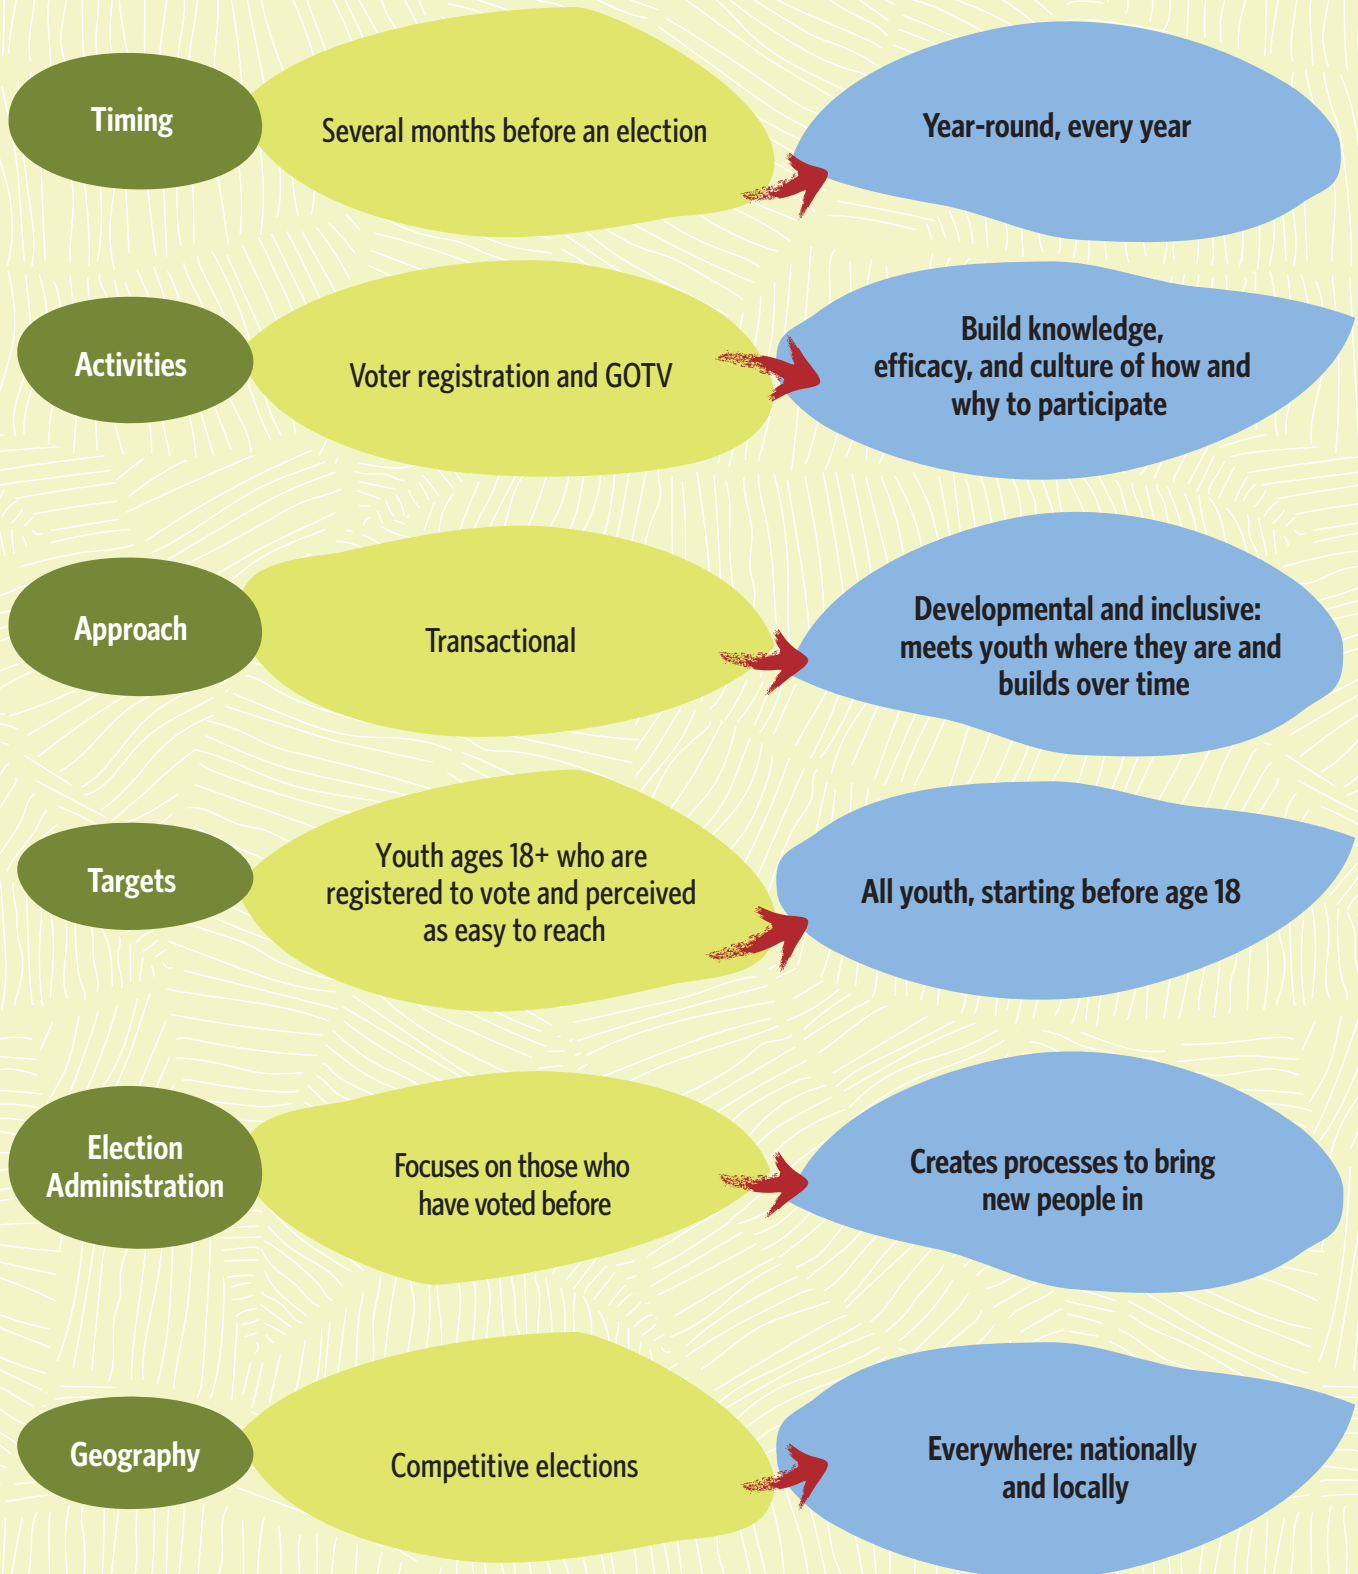 Timing
Several months before an election
Year-round, every year
Activities
Voter registration and GOTV
Build knowledge,
efficacy, and culture of how and
why to participate
Approach
Transactional
Developmental and inclusive:
meets youth where they are and
builds over time
Targets
Youth ages 18+ who are
registered to vote and perceived
as easy to reach
All youth, starting before age 18
Election
Administration
Focuses on those who
have voted before
Creates processes to bring
new people in
Geography
Competitive elections
Everywhere: nationally
and locally